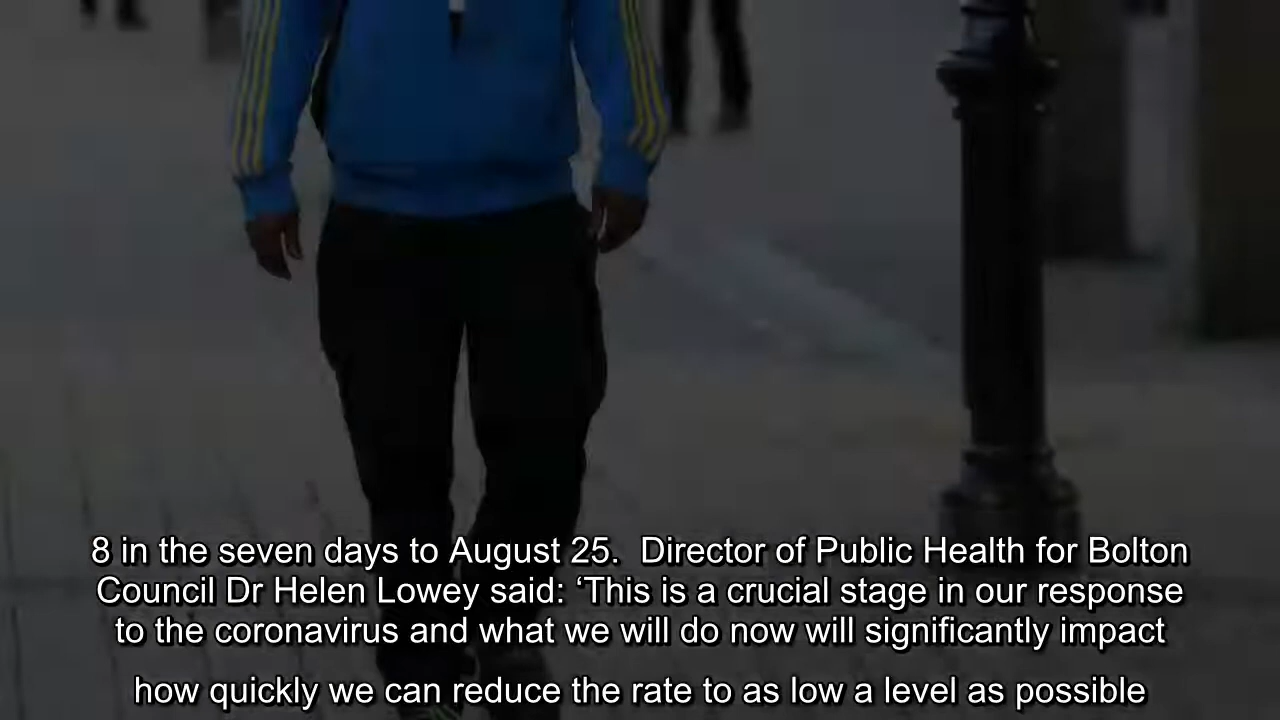 8 in the seven days to August 25.  Director of Public Health for Bolton
Council Dr Helen Lowey said: ‘This is a crucial stage in our response
to the coronavirus and what we will do now will significantly impact
how quickly we can reduce the rate to as low a level as possible